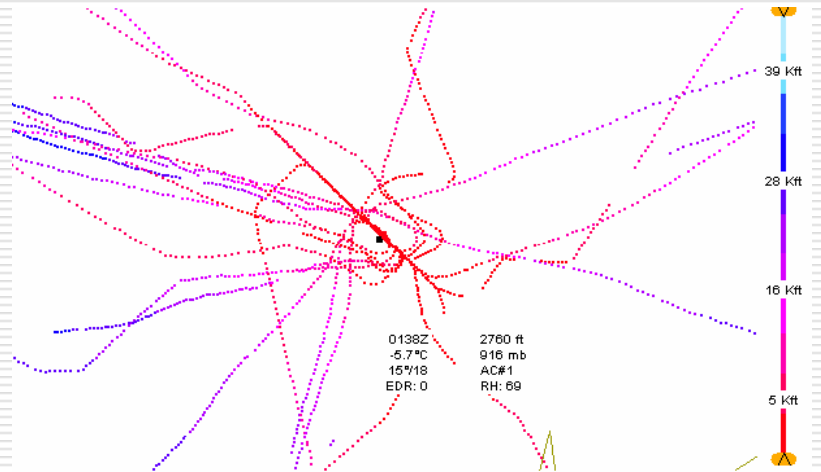 39 Kft
28 Kft
16 Kft
5 Kft
0138Z 2760 ft
-5.7°C 916 mb
15°/18 AC#1
EDR: 0 RH: 69